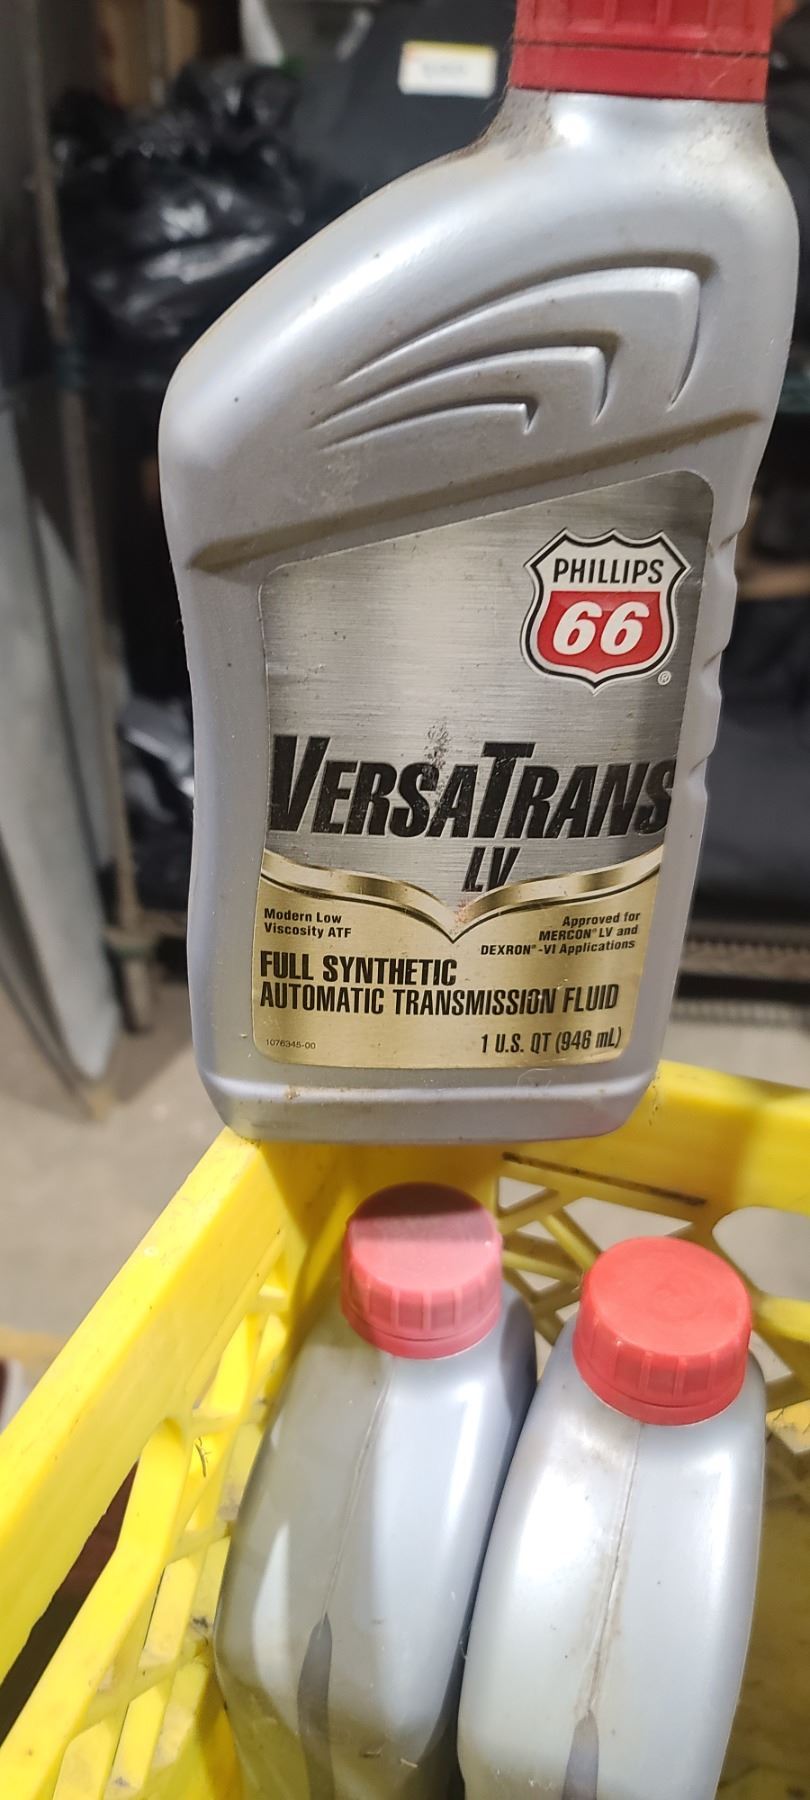 PHILLIPS
66
®
VERSATRANS
LV
Modern Low
Viscosity ATF
Approved for
MERCON® LV and
DEXRON®-VI Applications
FULL SYNTHETIC
AUTOMATIC TRANSMISSION FLUID
1076345-00
1 U.S. QT (946 mL)